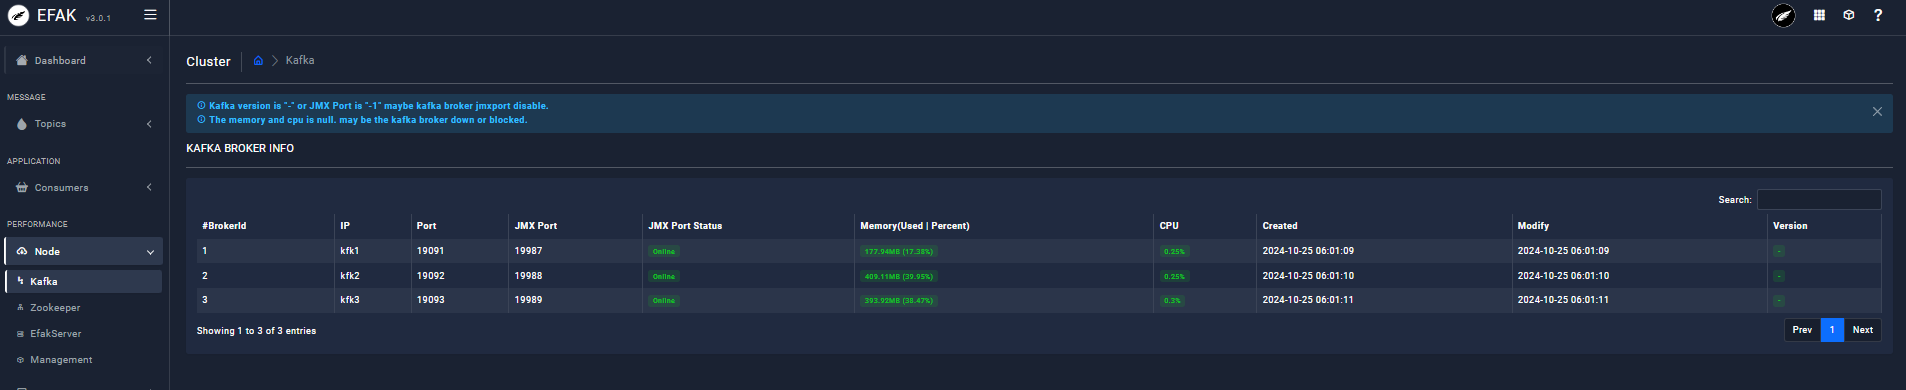 EFAK v3.0.1
?
Dashboard
Cluster
Kafka
MESSAGE
Topics
APPLICATION
Consumers
PERFORMANCE
Node
Kafka
Zookeeper
EfakServer
Management
Kafka version is "-" or JMX Port is "-1" maybe kafka broker jmxport disable.
The memory and cpu is null. may be the kafka broker down or blocked.
KAFKA BROKER INFO
Search:
#BrokerId IP Port JMX Port JMX Port Status Memory(Used | Percent) CPU Created Modify Version
1 kfk1 19091 19987 Online 177.94MB (17.38%) 0.25% 2024-10-25 06:01:09 2024-10-25 06:01:09 -
2 kfk2 19092 19988 Online 409.11MB (39.95%) 0.25% 2024-10-25 06:01:10 2024-10-25 06:01:10 -
3 kfk3 19093 19989 Online 393.92MB (38.47%) 0.3% 2024-10-25 06:01:11 2024-10-25 06:01:11 -
Showing 1 to 3 of 3 entries
Prev 1 Next